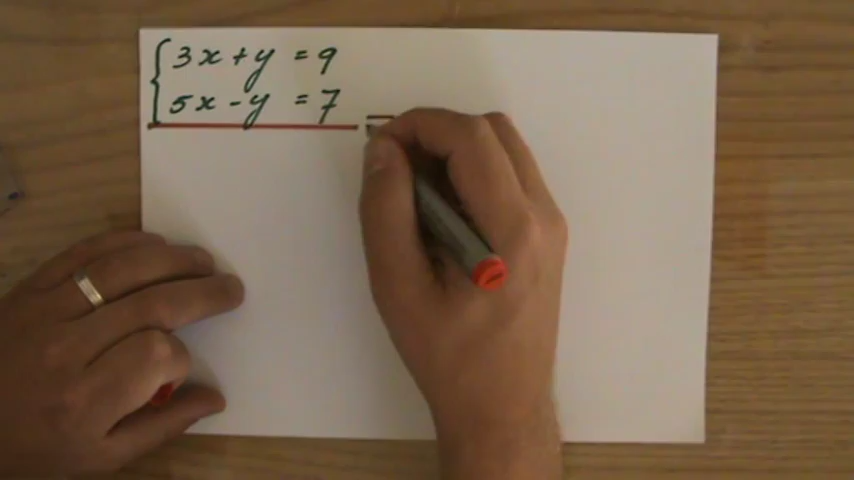 3x+y = 9
5x-y = 7